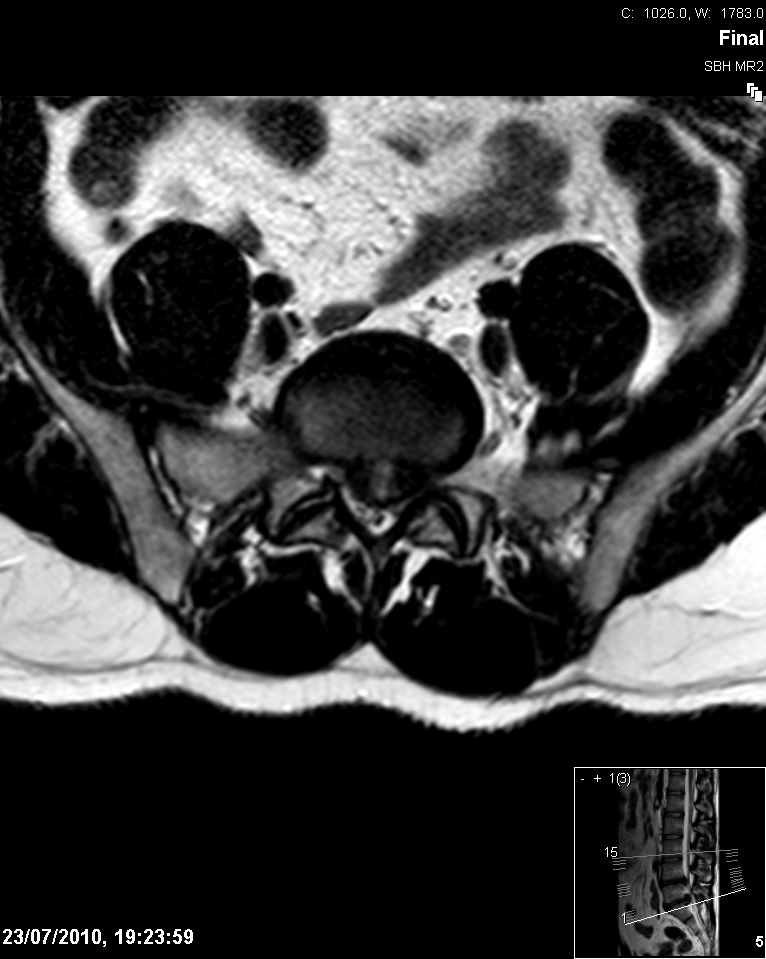 C: 1026.0, W: 1783.0
Final
SBH MR2
- + 1(3)
15
1
23/07/2010, 19:23:59
5